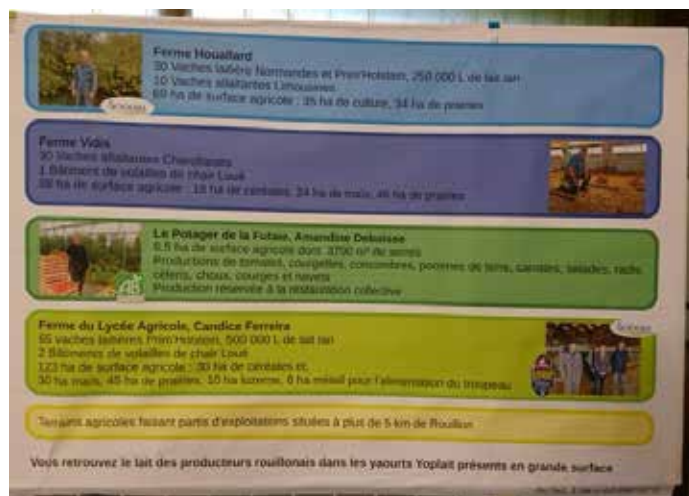 Ferme Houallard
30 Vaches laitière Normandes et Prim'Holstein, 250 000 L de lait /an
10 Vaches allaitantes Limousines
69 ha de surface agricole : 35 ha de culture, 34 ha de prairies
Ferme Vidis
90 Vaches allaitantes Charollaises
1 Bâtiment de volailles de chair Loué
ha de surface agricole : 18 ha de céréales, 24 ha de maïs, 46 ha de prairies
Le Potager de la Futaie, Amandine Debaisse
6,5 ha de surface agricole dont 3790 m² de serres
Productions de tomates, courgettes, concombres, pommes de terre, carottes, salades, radis,
céleris, choux, courges et navets
Production réservée à la restauration collective
AB
Ferme du Lycée Agricole, Candice Ferreira
65 vaches laitières Prim'Holstein, 500 000 L de lait /an
2 Bâtiments de volailles de chair Loué
123 ha de surface agricole : 30 ha de céréales et,
30 ha maïs, 45 ha de prairies, 10 ha luzerne, 8 ha méteil pour l'alimentation du troupeau
Terrains agricoles faisant partis d'exploitations situées à plus de 5 km de Rouillon
Vous retrouvez le lait des producteurs rouillonais dans les yaourts Yoplait présents en grande surface